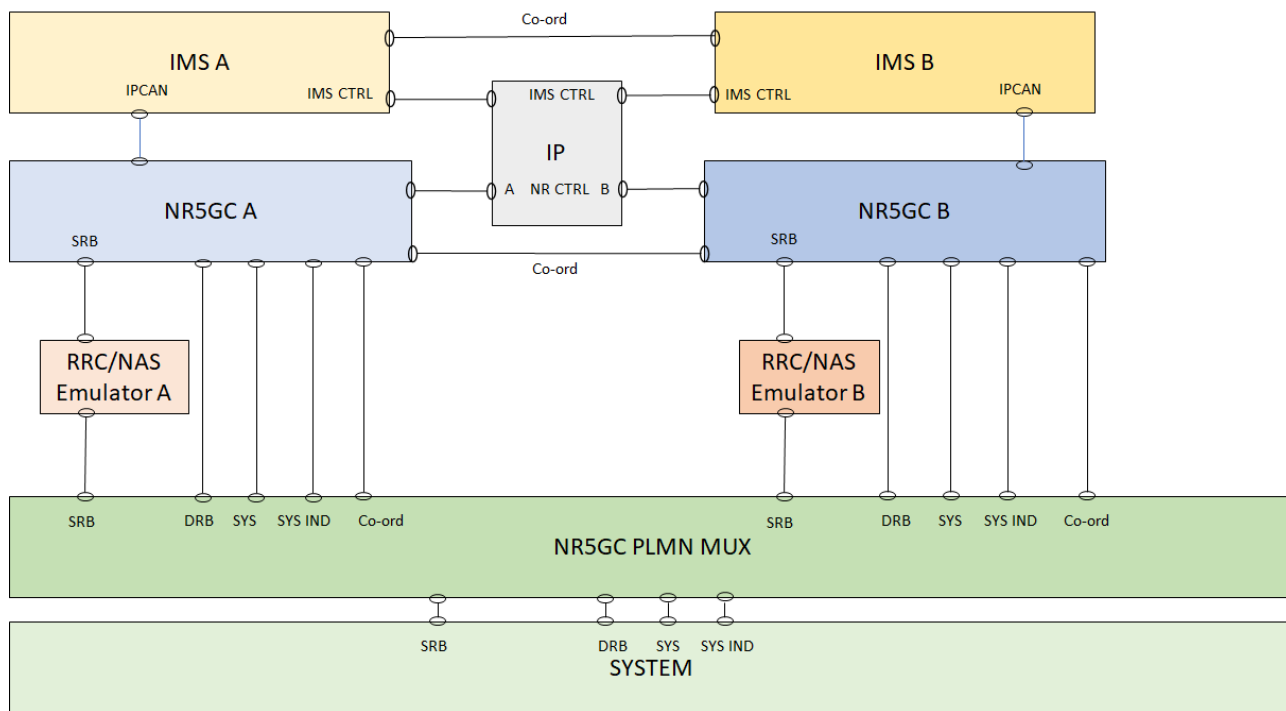 Co-ord
IMS A
IMS B
IPCAN
IMS CTRL
IMS CTRL
IMS CTRL
IPCAN
IP
A NR CTRL B
NR5GC A
NR5GC B
SRB
SRB
Co-ord
RRC/NAS
Emulator A
RRC/NAS
Emulator B
SRB DRB SYS SYS IND Co-ord
SRB DRB SYS SYS IND Co-ord
NR5GC PLMN MUX
SRB DRB SYS SYS IND
SYSTEM